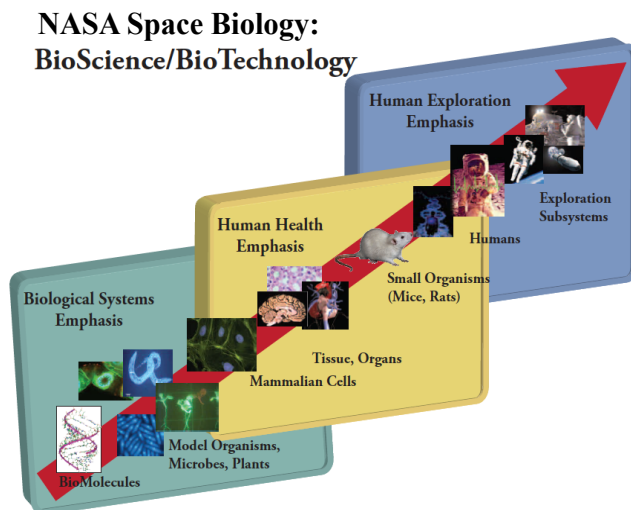 NASA Space Biology:
BioScience/BioTechnology
Human Exploration
Emphasis
Exploration
Subsystems
Humans
Human Health
Emphasis
Small Organisms
(Mice, Rats)
Tissue, Organs
Mammalian Cells
Biological Systems
Emphasis
Model Organisms,
Microbes, Plants
BioMolecules